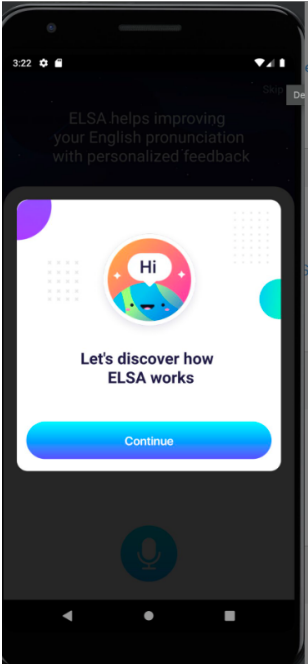 3:22
Skip
De
ELSA helps improving
your English pronunciation
with personalized feedback
Hi
Let's discover how
ELSA works
Continue